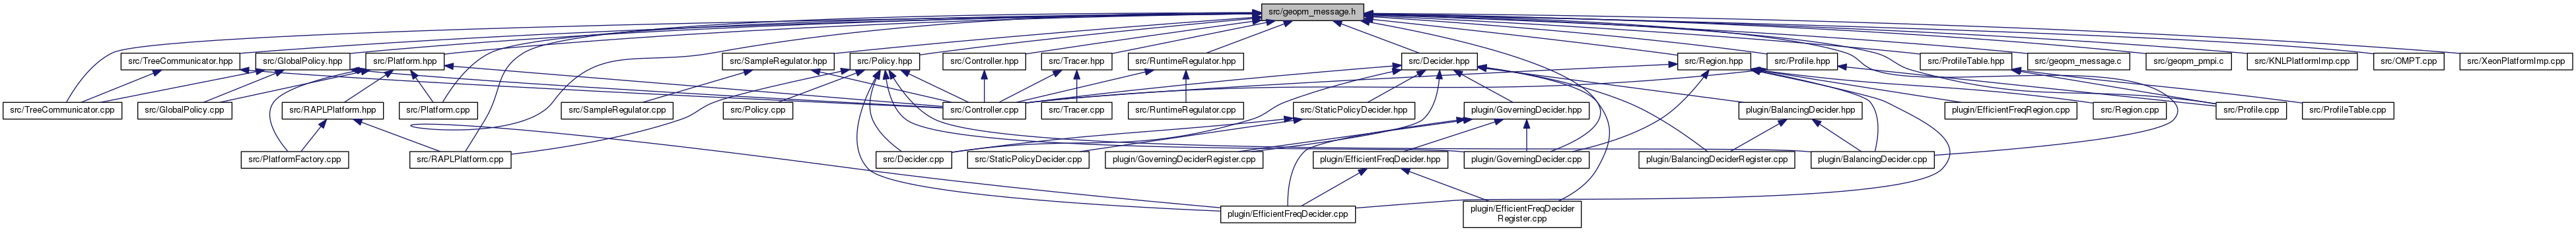 src/geopm_message.h
src/TreeCommunicator.hpp
src/GlobalPolicy.hpp
src/Platform.hpp
src/SampleRegulator.hpp
src/Policy.hpp
src/Controller.hpp
src/Tracer.hpp
src/RuntimeRegulator.hpp
src/Decider.hpp
src/Region.hpp
src/Profile.hpp
src/ProfileTable.hpp
src/geopm_message.c
src/geopm_pmpi.c
src/KNLPlatformImp.cpp
src/OMPT.cpp
src/XeonPlatformImp.cpp
src/TreeCommunicator.cpp
src/GlobalPolicy.cpp
src/RAPLPlatform.hpp
src/Platform.cpp
src/SampleRegulator.cpp
src/Policy.cpp
src/Controller.cpp
src/Tracer.cpp
src/RuntimeRegulator.cpp
src/StaticPolicyDecider.hpp
plugin/GoverningDecider.hpp
plugin/BalancingDecider.hpp
plugin/EfficientFreqRegion.cpp
src/Region.cpp
src/Profile.cpp
src/ProfileTable.cpp
src/PlatformFactory.cpp
src/RAPLPlatform.cpp
src/Decider.cpp
src/StaticPolicyDecider.cpp
plugin/GoverningDeciderRegister.cpp
plugin/EfficientFreqDecider.hpp
plugin/GoverningDecider.cpp
plugin/BalancingDeciderRegister.cpp
plugin/BalancingDecider.cpp
plugin/EfficientFreqDecider.cpp
plugin/EfficientFreqDecider
Register.cpp